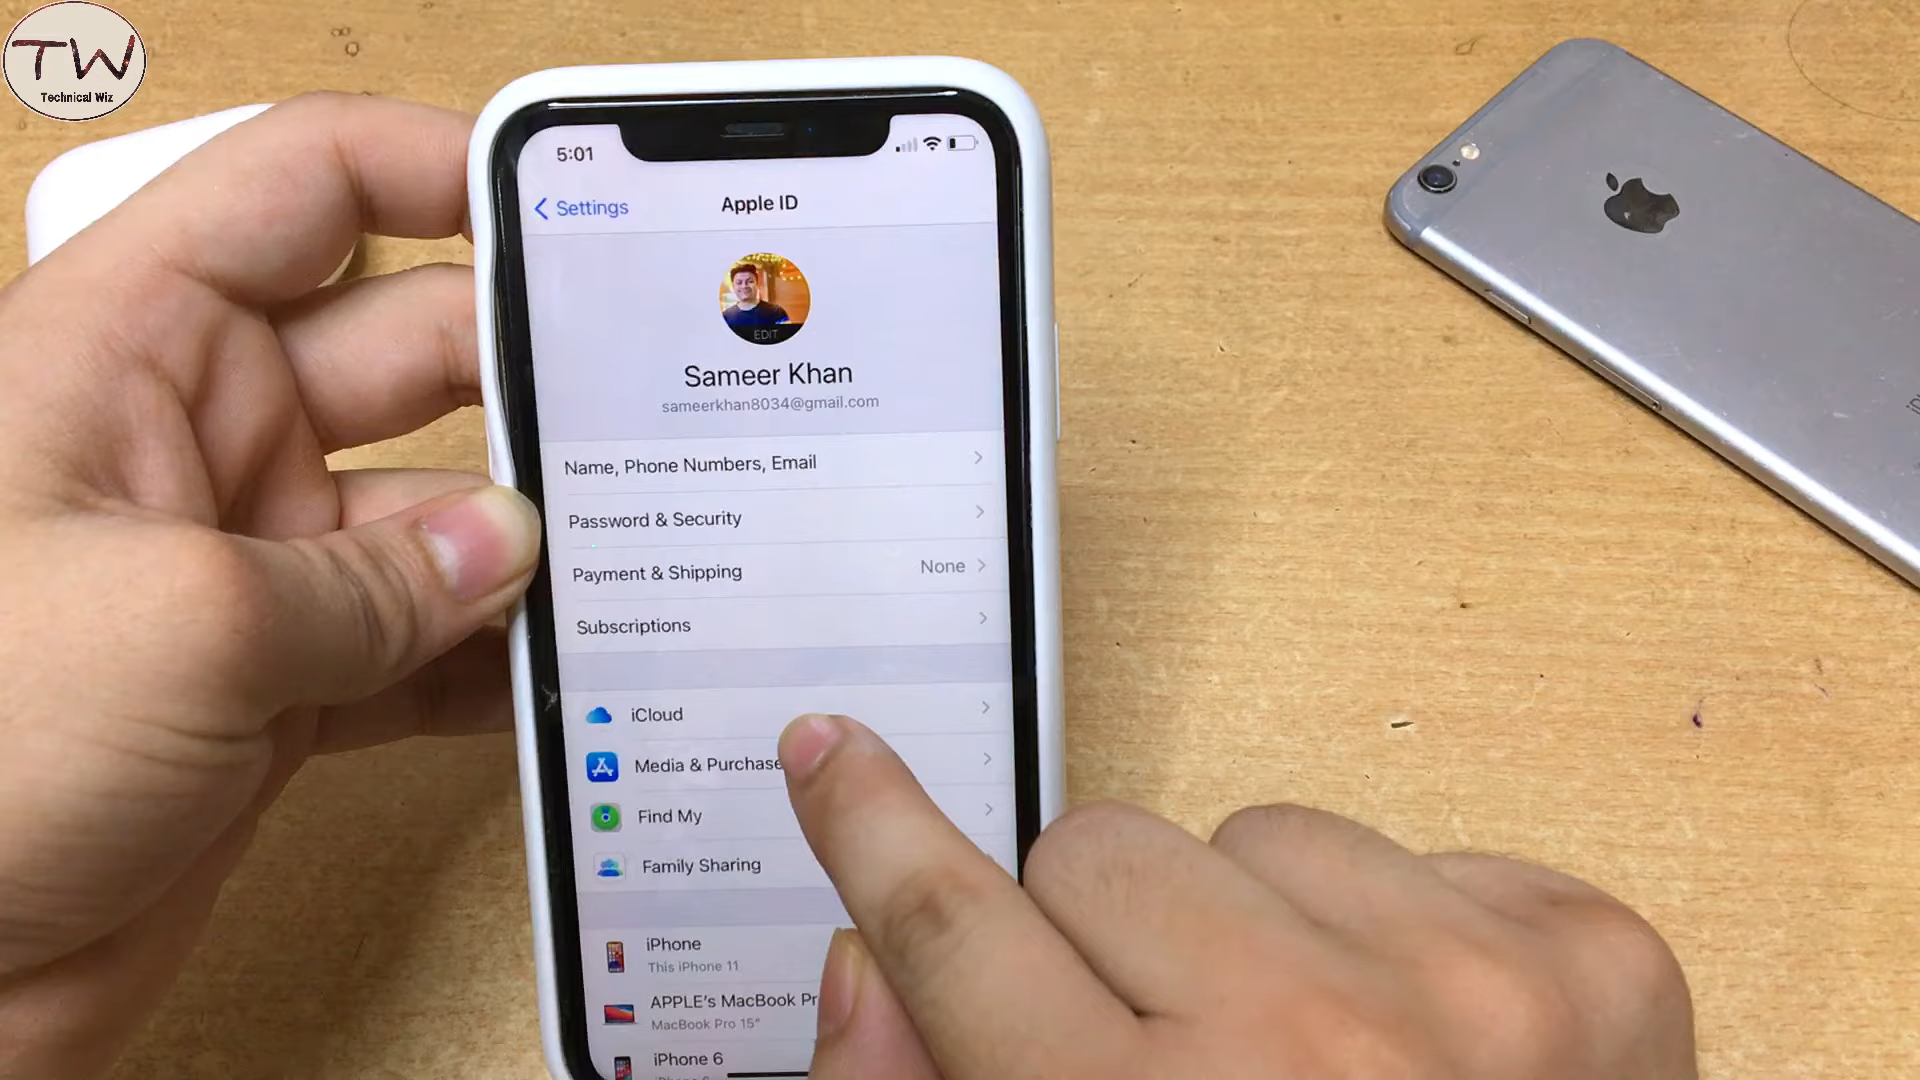 TW
Technical Wiz
5:01
Settings
Apple ID
EDIT
Sameer Khan
sameerkhan8034@gmail.com
Name, Phone Numbers, Email
Password & Security
Payment & Shipping None
Subscriptions
iCloud
Media & Purchase
Find My
Family Sharing
iPhone
This iPhone 11
APPLE's MacBook Pr
MacBook Pro 15"
iPhone 6